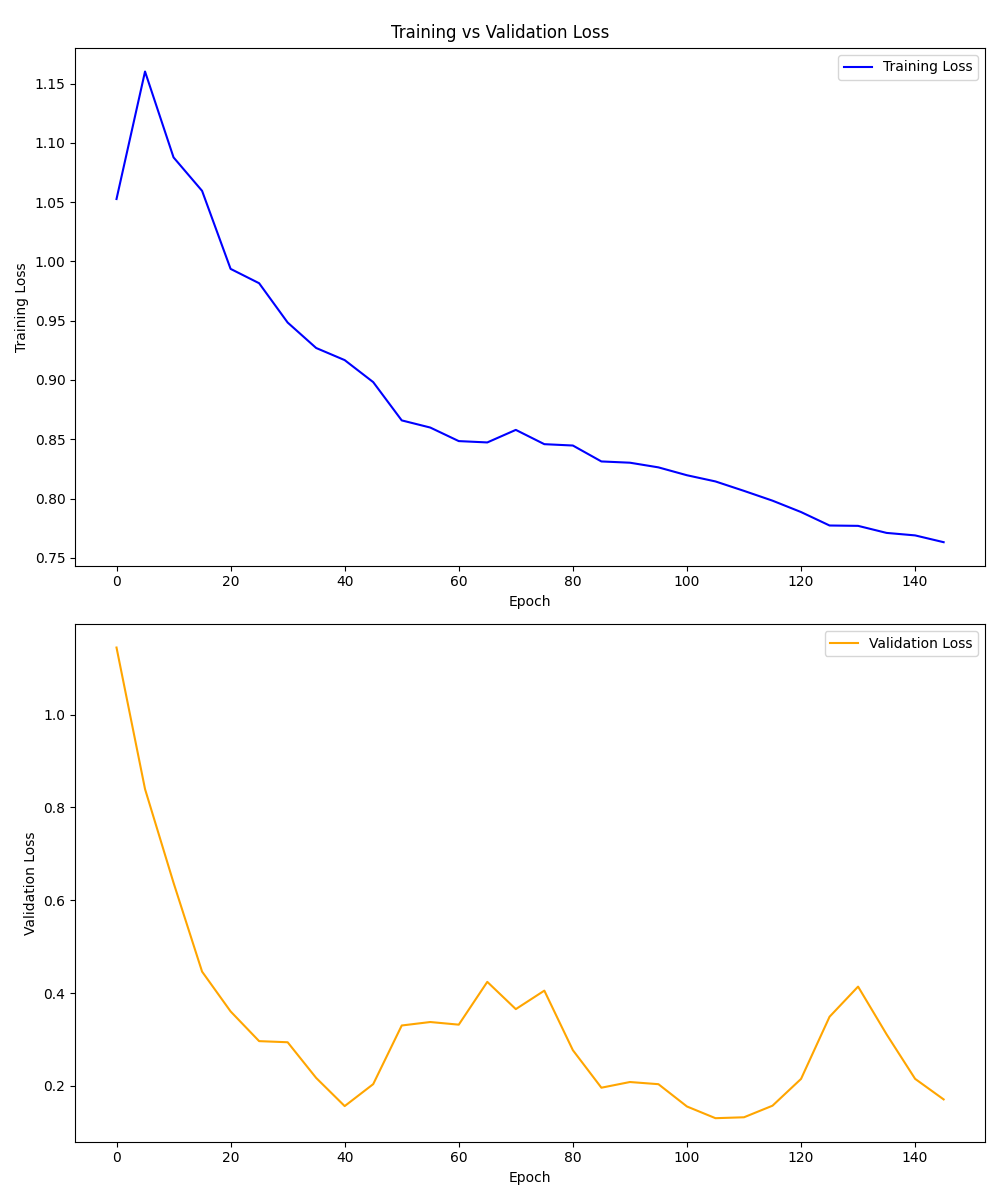 Training vs Validation Loss
Training Loss
1.15
1.10
1.05
1.00
0.95
0.90
0.85
0.80
0.75
Training Loss
0 20 40 60 80 100 120 140
Epoch
Validation Loss
1.0
0.8
0.6
0.4
0.2
Validation Loss
0 20 40 60 80 100 120 140
Epoch